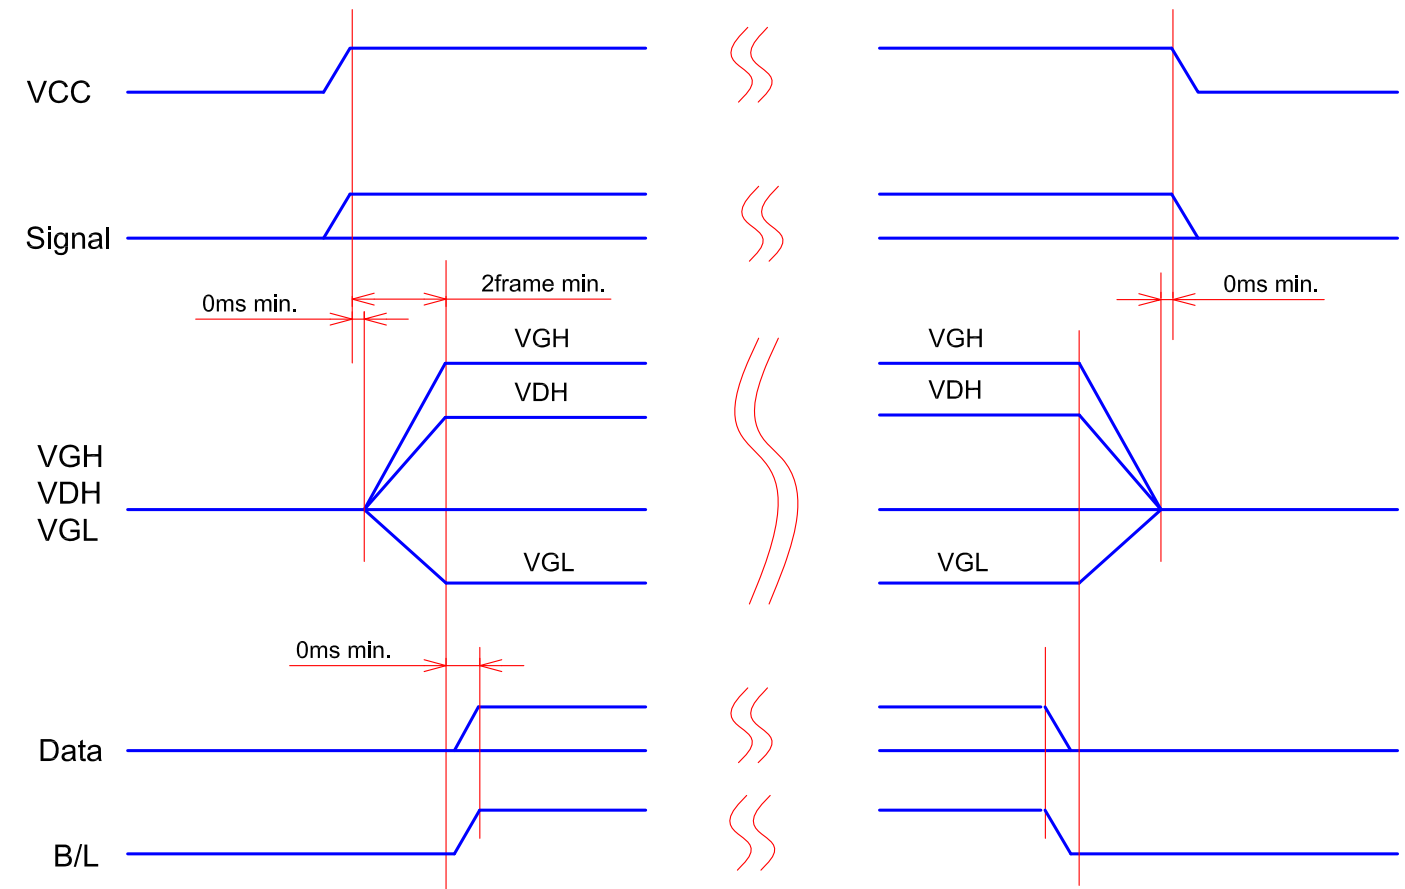 VCC
Signal
2frame min.
0ms min.
0ms min.
VGH
VGH
VDH
VDH
VGH
VDH
VGL
VGL
VGL
0ms min.
Data
B/L